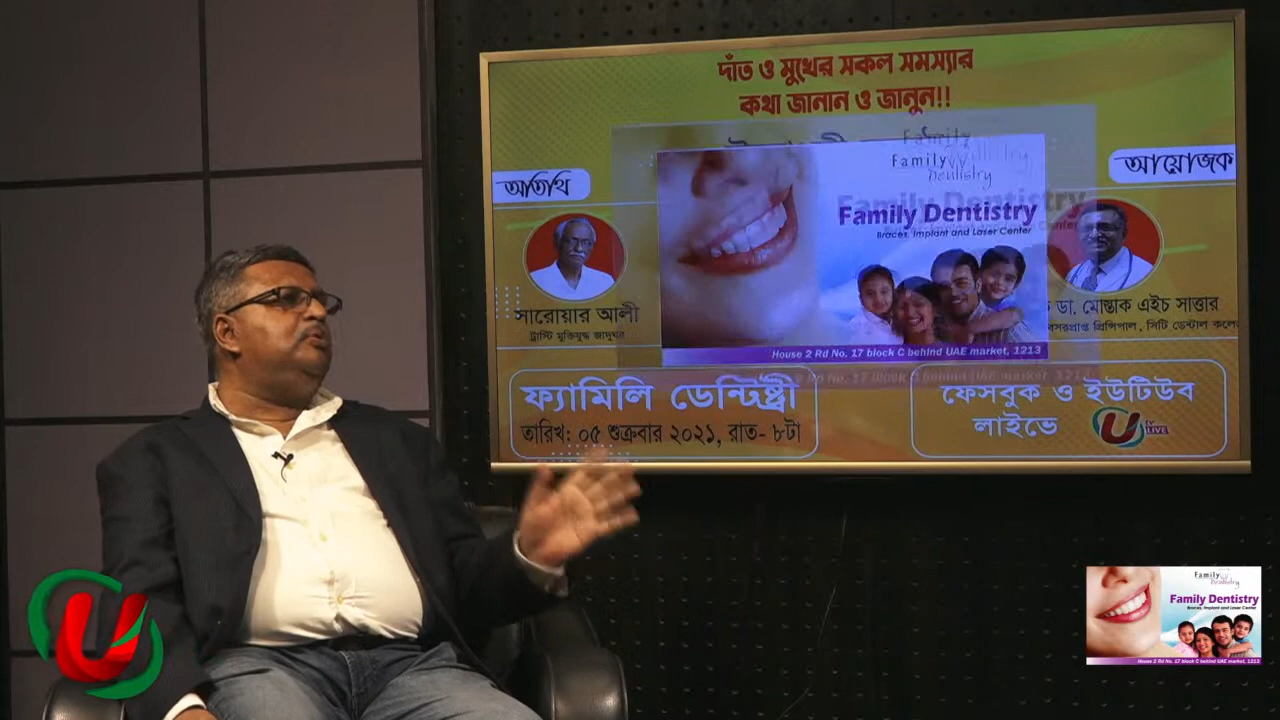 দাঁত ও মুখের সকল সমস্যার
কথা জানান ও জানুন!!
অতিথি
আয়োজক
Family
Dentistry
Family Dentistry
Braces, Implant and Laser Center
সারোয়ার আলী
ট্রাস্টি মুক্তিযুদ্ধ জাদুঘর
ডা. মোস্তাক এইচ সাত্তার
প্রিন্সিপাল, সিটি ডেন্টাল
House 2 Rd No. 17 block C behind UAE market, 1213
ফ্যামিলি ডেন্টিষ্ট্রী
তারিখ: ০৫ শুক্রবার ২০২১, রাত- ৮টা
ফেসবুক ও ইউটিউব
লাইভে
U TV LIVE
U
Family
Dentistry
Family Dentistry
Braces, Implant and Laser Center
House 2 Rd No. 17 block C behind UAE market, 1213